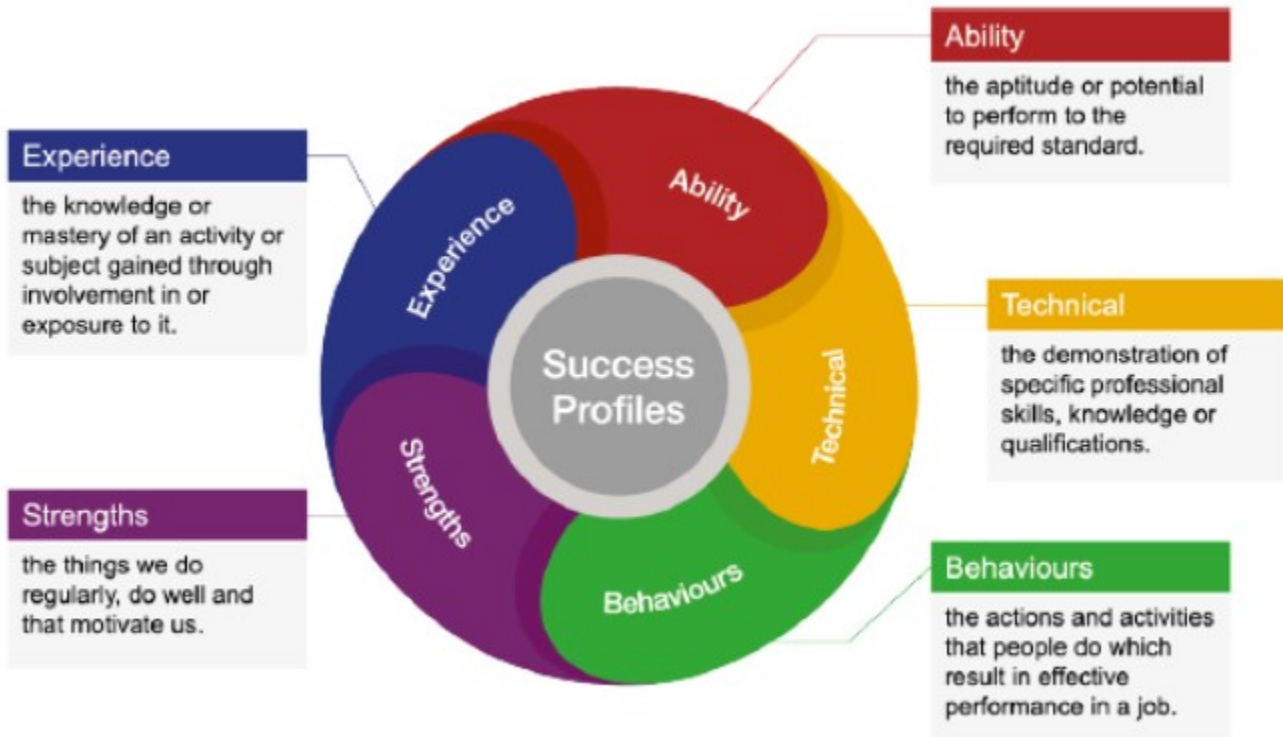 Ability
the aptitude or potential
to perform to the
required standard.
Experience
the knowledge or
mastery of an activity or
subject gained through
involvement in or
exposure to it.
Ability
Experience
Technical
the demonstration of
specific professional
skills, knowledge or
qualifications.
Success
Profiles
Technical
Strengths
Strengths
the things we do
regularly, do well and
that motivate us.
Behaviours
Behaviours
the actions and activities
that people do which
result in effective
performance in a job.